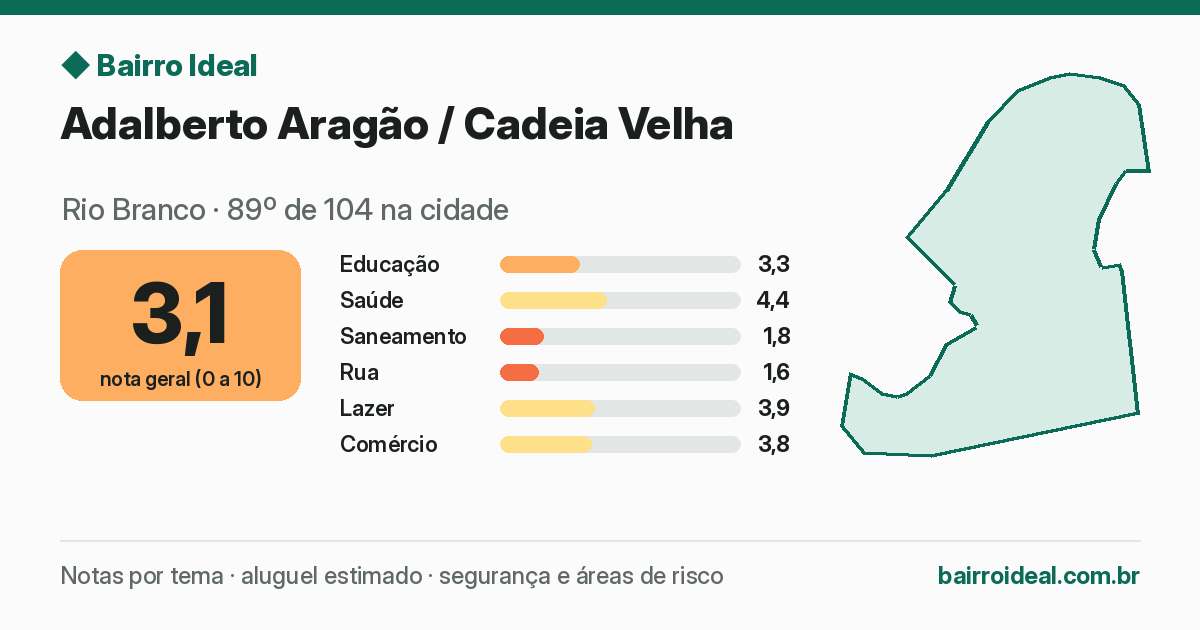 Bairro Ideal
Adalberto Aragão / Cadeia Velha
Rio Branco · 89º de 104 na cidade
3,1
nota geral (0 a 10)
Educação 3,3
Saúde 4,4
Saneamento 1,8
Rua 1,6
Lazer 3,9
Comércio 3,8
Notas por tema · aluguel estimado · segurança e áreas de risco
bairroideal.com.br